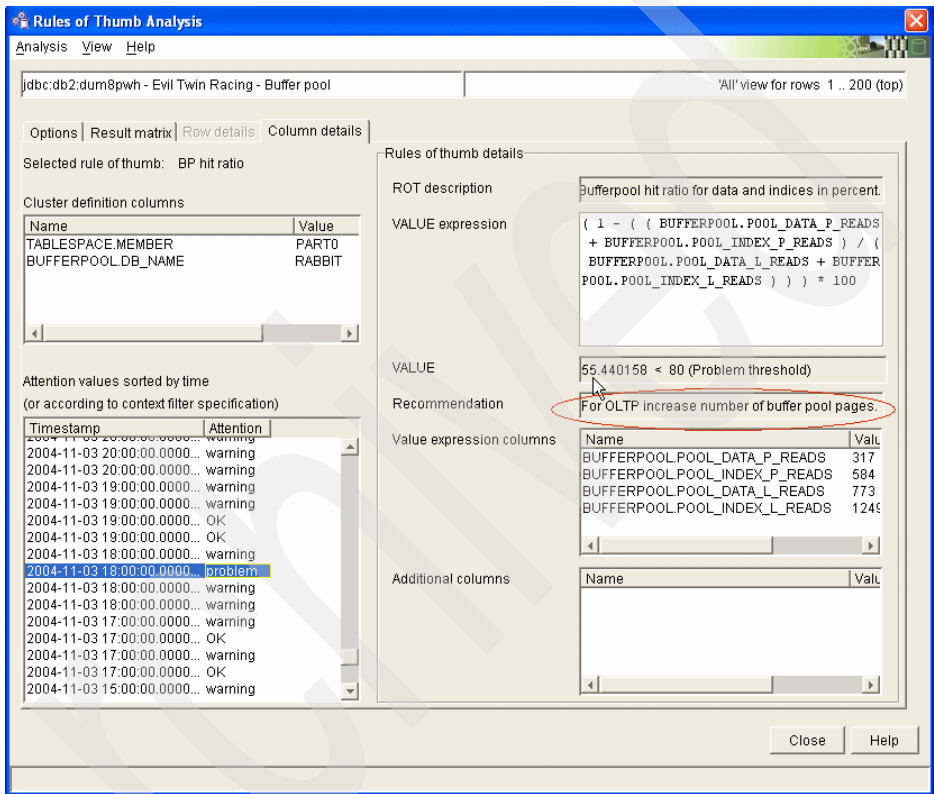 Rules of Thumb Analysis
Analysis View Help
jdbc:db2:dum8pwh - Evil Twin Racing - Buffer pool
'All' view for rows 1 .. 200 (top)
Options Result matrix Row details Column details
Selected rule of thumb: BP hit ratio
Cluster definition columns
Name Value
TABLESPACE.MEMBER PART0
BUFFERPOOL.DB_NAME RABBIT
Attention values sorted by time
(or according to context filter specification)
Timestamp Attention
2004-11-03 20:00:00.0000... warning
2004-11-03 20:00:00.0000... warning
2004-11-03 20:00:00.0000... warning
2004-11-03 19:00:00.0000... warning
2004-11-03 19:00:00.0000... warning
2004-11-03 19:00:00.0000... OK
2004-11-03 19:00:00.0000... OK
2004-11-03 18:00:00.0000... warning
2004-11-03 18:00:00.0000... problem
2004-11-03 18:00:00.0000... warning
2004-11-03 18:00:00.0000... warning
2004-11-03 17:00:00.0000... warning
2004-11-03 17:00:00.0000... OK
2004-11-03 17:00:00.0000... warning
2004-11-03 17:00:00.0000... OK
2004-11-03 15:00:00.0000... warning
Rules of thumb details
ROT description
Bufferpool hit ratio for data and indices in percent.
VALUE expression
( 1 - ( ( BUFFERPOOL.POOL_DATA_P_READS
+ BUFFERPOOL.POOL_INDEX_P_READS ) / (
BUFFERPOOL.POOL_DATA_L_READS + BUFFER
POOL.POOL_INDEX_L_READS ) ) ) * 100
VALUE
55.440158 < 80 (Problem threshold)
Recommendation
For OLTP increase number of buffer pool pages.
Value expression columns
Name Valu
BUFFERPOOL.POOL_DATA_P_READS 317
BUFFERPOOL.POOL_INDEX_P_READS 584
BUFFERPOOL.POOL_DATA_L_READS 773
BUFFERPOOL.POOL_INDEX_L_READS 1249
Additional columns
Name Valu
Close Help